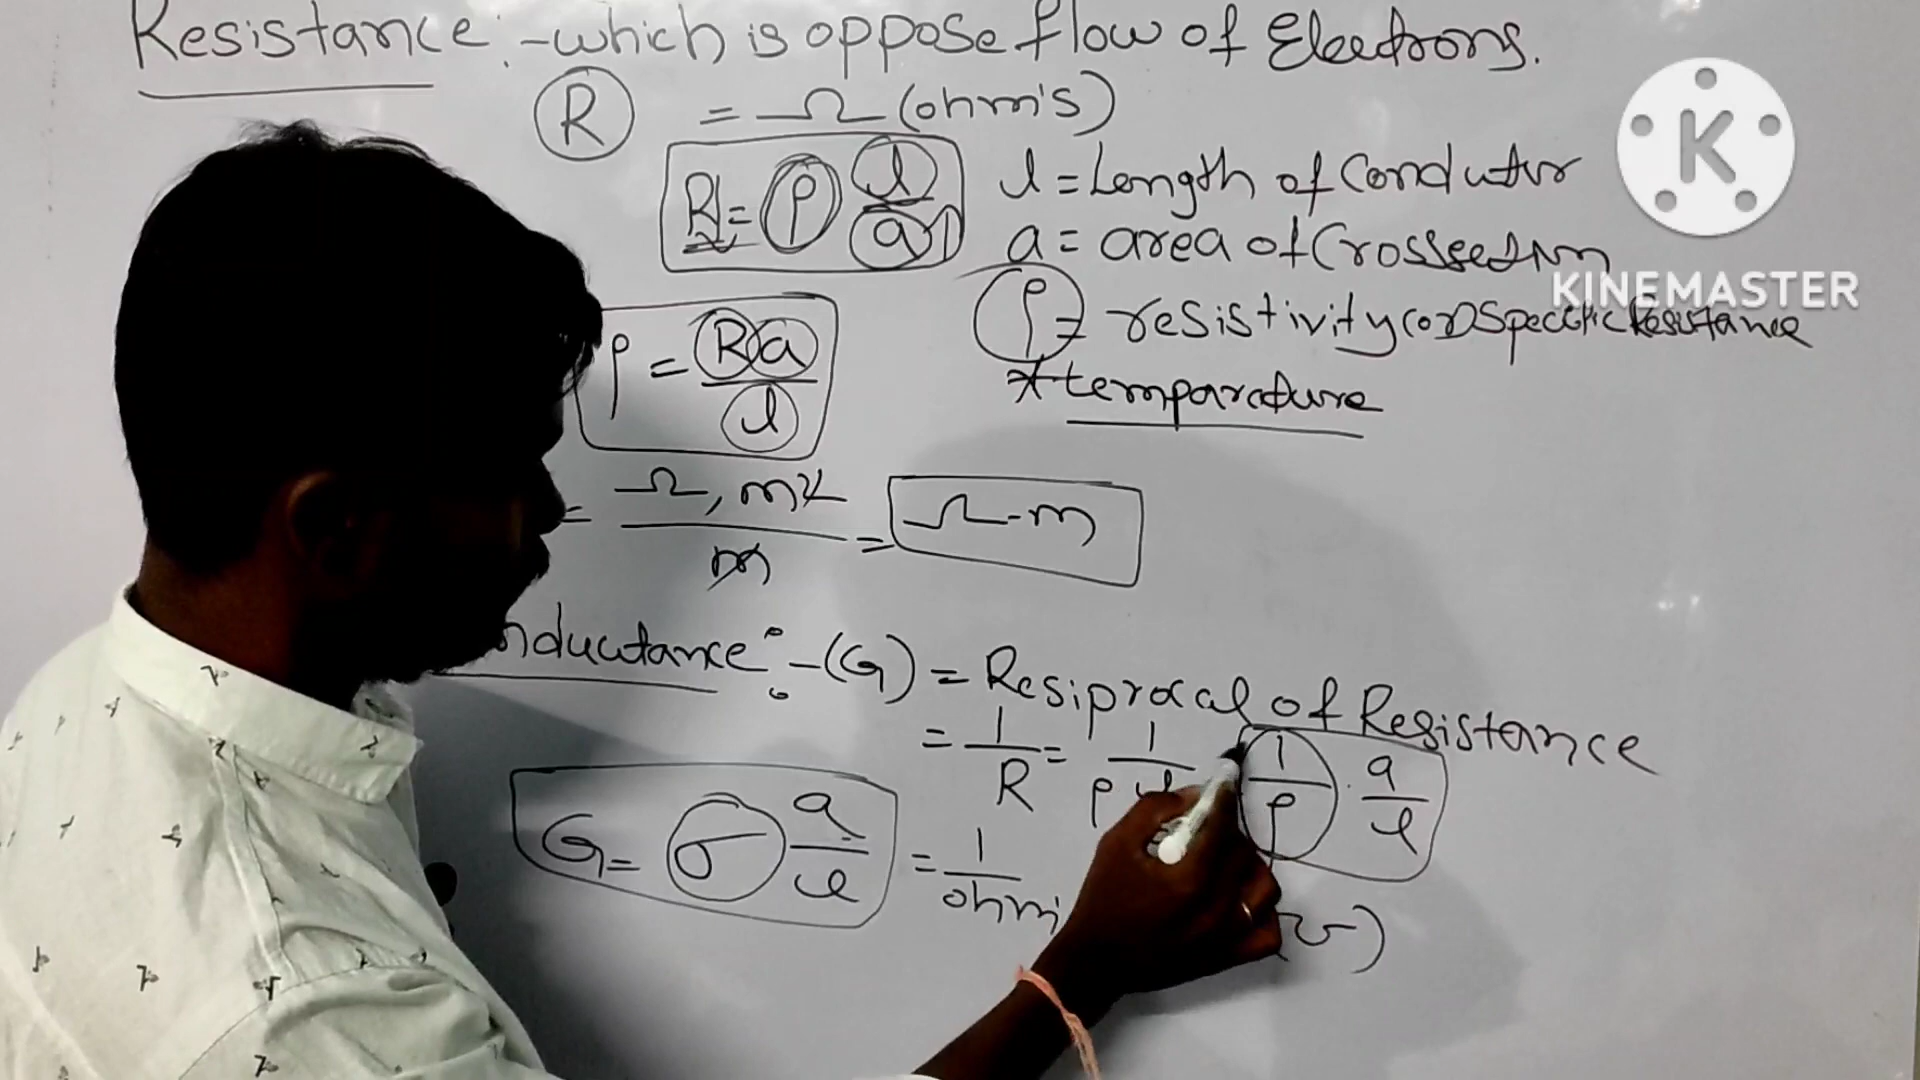 Resistance :- which is oppose flow of Electrons.
R = Ω (ohm's)
R = ρ l/a
l = Length of Conductor
a = area of Crosssection
ρ = resistivity (or) Specific Resistance
* temparature
ρ = Ra/l
= Ω, m²/m = Ω-m
nductance :- (G) = Resiprocal of Resistance
= 1/R = 1/ρ l 1/ρ . a/l
G = σ a/l = 1/ohm
K
KINEMASTER